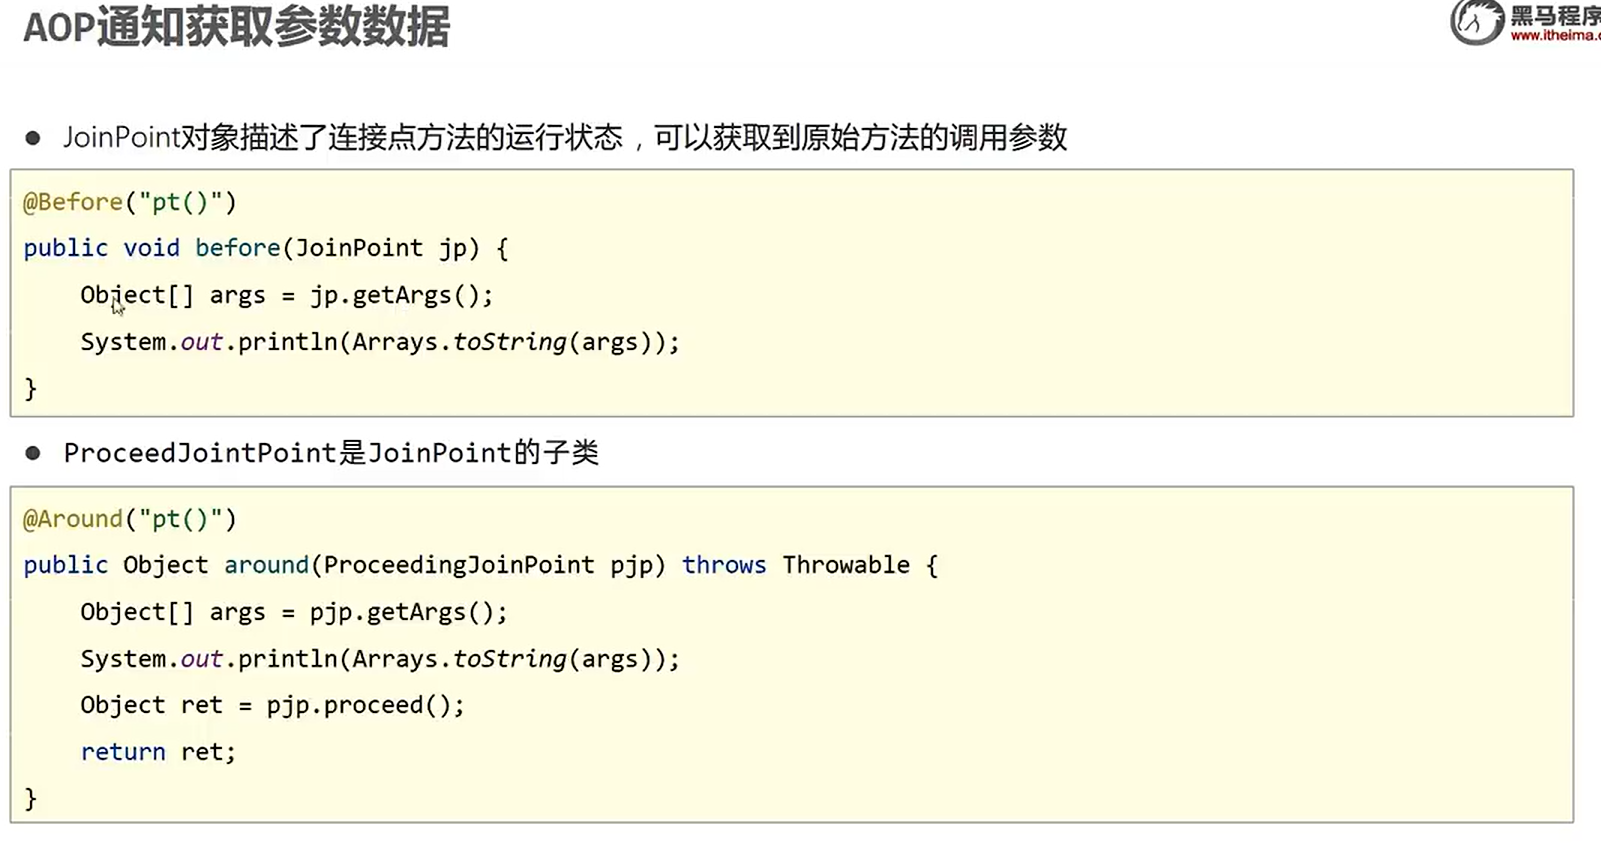 AOP通知获取参数数据
黑马程序
www.itheima.c
● JoinPoint对象描述了连接点方法的运行状态，可以获取到原始方法的调用参数
@Before("pt()")
public void before(JoinPoint jp) {
    Object[] args = jp.getArgs();
    System.out.println(Arrays.toString(args));
}
● ProceedJointPoint是JoinPoint的子类
@Around("pt()")
public Object around(ProceedingJoinPoint pjp) throws Throwable {
    Object[] args = pjp.getArgs();
    System.out.println(Arrays.toString(args));
    Object ret = pjp.proceed();
    return ret;
}